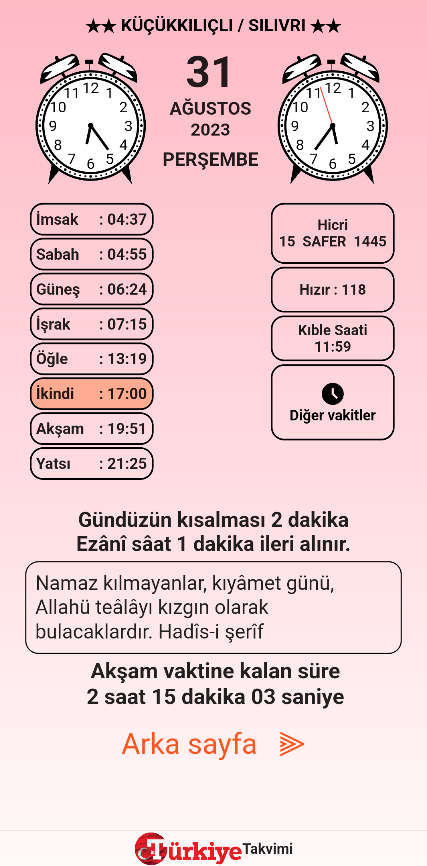 ★★ KÜÇÜKKILIÇLI / SILIVRI ★★
11 12 1
10 2
9 3
8 4
7 6 5
31
AĞUSTOS
2023
PERŞEMBE
11 12 1
10 2
9 3
8 4
7 6 5
İmsak : 04:37
Sabah : 04:55
Güneş : 06:24
İşrak : 07:15
Öğle : 13:19
İkindi : 17:00
Akşam : 19:51
Yatsı : 21:25
Hicri
15 SAFER 1445
Hızır : 118
Kıble Saati
11:59
Diğer vakitler
Gündüzün kısalması 2 dakika
Ezânî sâat 1 dakika ileri alınır.
Namaz kılmayanlar, kıyâmet günü,
Allahü teâlâyı kızgın olarak
bulacaklardır. Hadîs-i şerîf
Akşam vaktine kalan süre
2 saat 15 dakika 03 saniye
Arka sayfa
Türkiye Takvimi